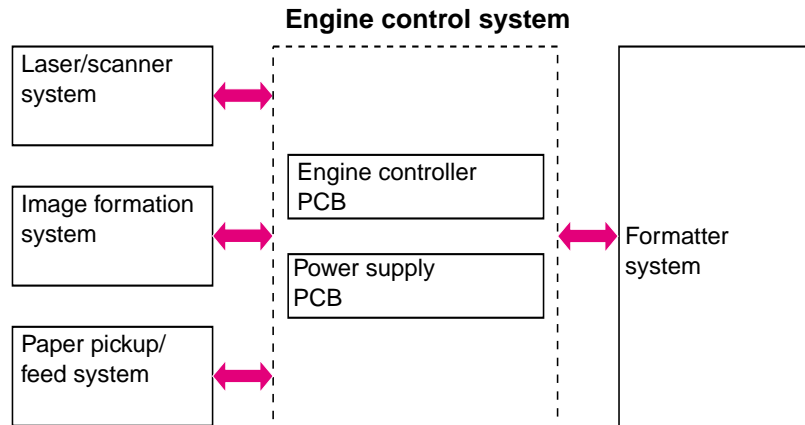 Engine control system
Laser/scanner
system
Engine controller
PCB
Image formation
system
Power supply
PCB
Formatter
system
Paper pickup/
feed system